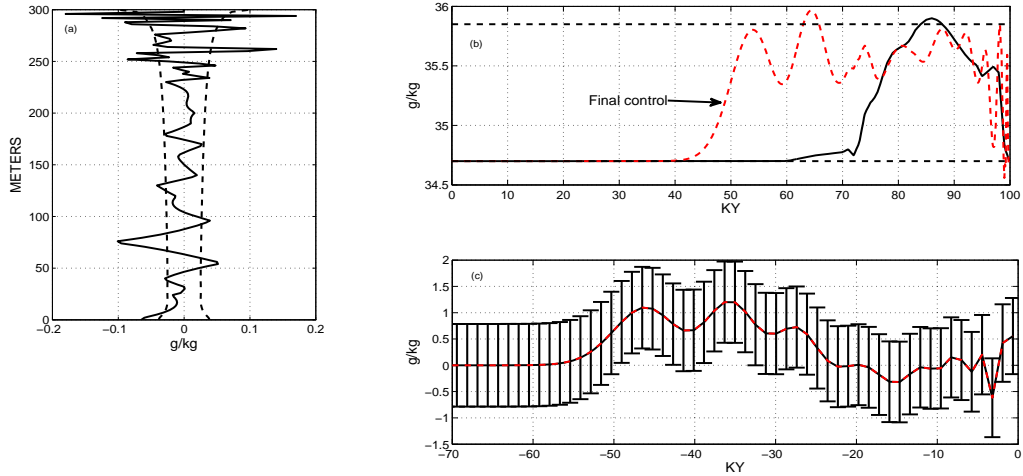 (a)
300
250
200
150
100
50
0
METERS
−0.2 −0.1 0 0.1 0.2
g/kg
(b)
36
35.5
35
34.5
g/kg
Final control
0 10 20 30 40 50 60 70 80 90 100
KY
(c)
2
1.5
1
0.5
0
−0.5
−1
−1.5
g/kg
−70 −60 −50 −40 −30 −20 −10 0
KY